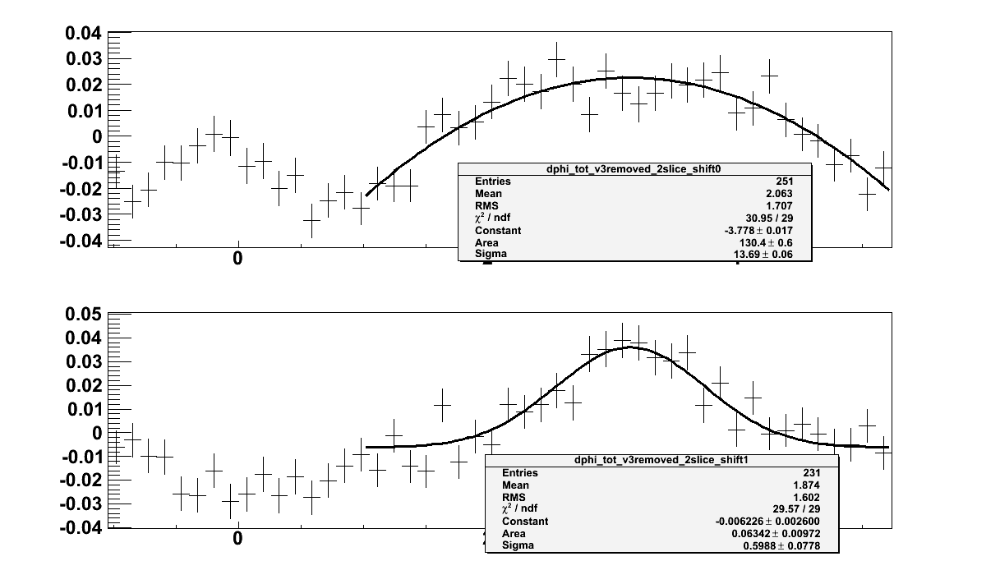 0.04
0.03
0.02
0.01
0
-0.01
-0.02
-0.03
-0.04
0
dphi_tot_v3removed_2slice_shift0
Entries 251
Mean 2.063
RMS 1.707
χ² / ndf 30.95 / 29
Constant -3.778 ± 0.017
Area 130.4 ± 0.6
Sigma 13.69 ± 0.06
0.05
0.04
0.03
0.02
0.01
0
-0.01
-0.02
-0.03
-0.04
0
dphi_tot_v3removed_2slice_shift1
Entries 231
Mean 1.874
RMS 1.602
χ² / ndf 29.57 / 29
Constant -0.006226 ± 0.002600
Area 0.06342 ± 0.00972
Sigma 0.5988 ± 0.0778